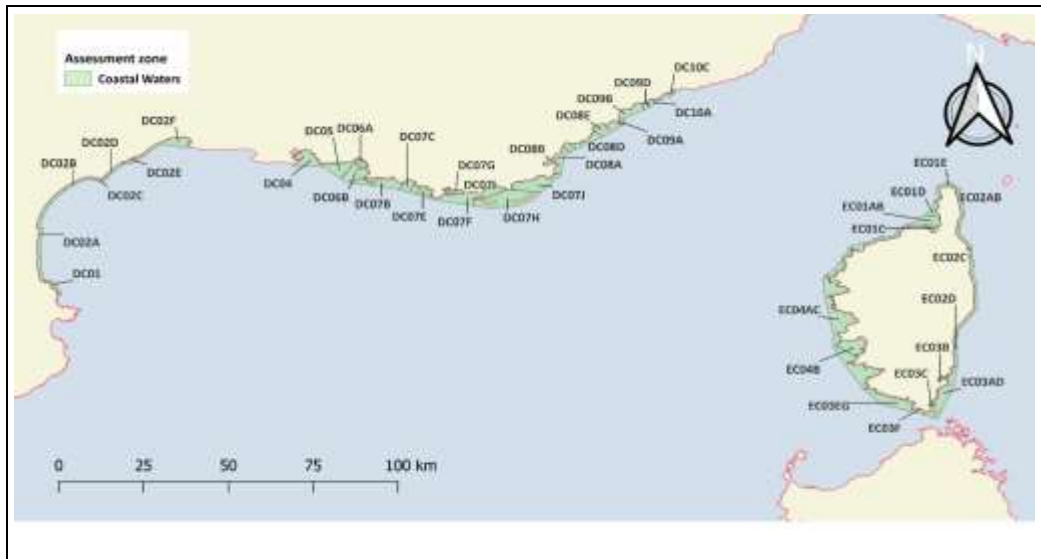 Assessment zone
Coastal Waters
N
DC10C
DC09D
DC09B
DC10A
DC08E
DC09A
DC08D
DC02F
DC05
DC06A
DC07C
DC08B
DC08A
DC02D
DC02B
DC02E
DC02C
DC04
DC07G
DC07I
DC07J
DC06B
DC07B
DC07E
DC07F
DC07H
DC02A
DC01
EC01E
EC01D
EC02AB
EC01AB
EC01C
EC02C
EC02D
EC04AC
EC03B
EC04B
EC03C
EC03AD
EC03EG
EC03F
0 25 50 75 100 km